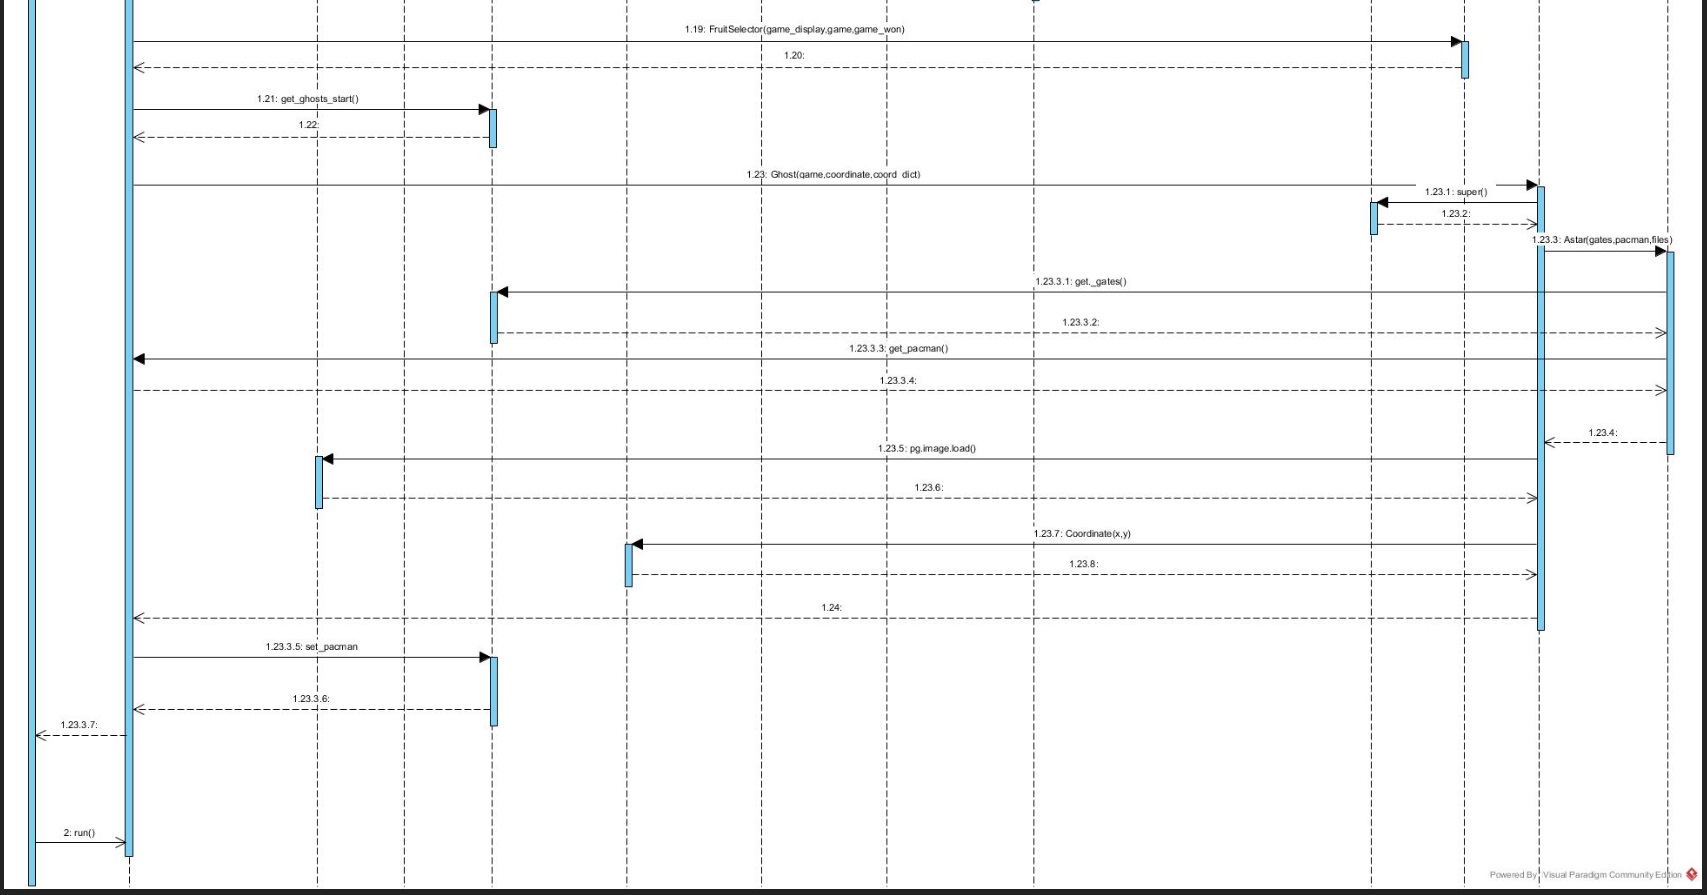 1.19: FruitSelector(game_display,game,game_won)
1.20:
1.21: get_ghosts_start()
1.22:
1.23: Ghost(game,coordinate,coord_dict)
1.23.1: super()
1.23.2:
1.23.3: Astar(gates,pacman,files)
1.23.3.1: get._gates()
1.23.3.2:
1.23.3.3: get_pacman()
1.23.3.4:
1.23.4:
1.23.5: pg.image.load()
1.23.6:
1.23.7: Coordinate(x,y)
1.23.8:
1.24:
1.23.3.5: set_pacman
1.23.3.6:
1.23.3.7:
2: run()
Powered By Visual Paradigm Community Edition